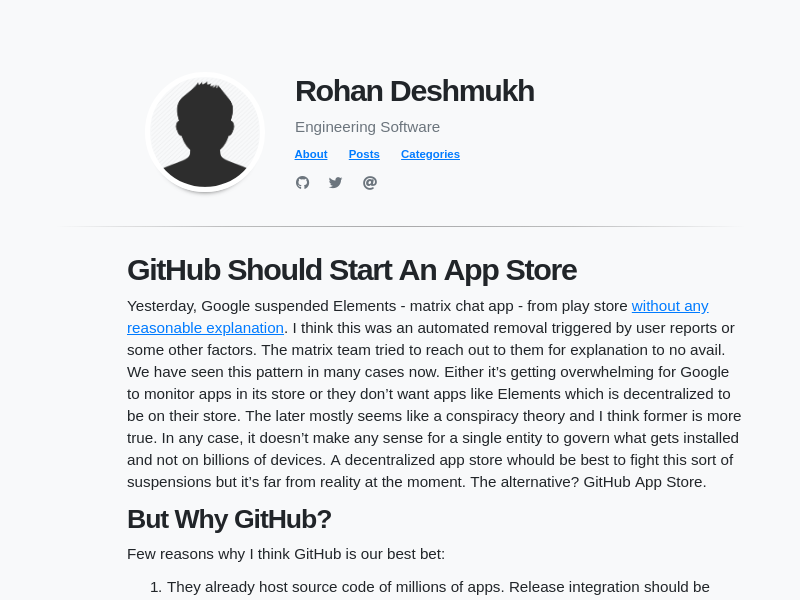 Rohan Deshmukh
Engineering Software
About Posts Categories
GitHub Should Start An App Store
Yesterday, Google suspended Elements - matrix chat app - from play store without any
reasonable explanation. I think this was an automated removal triggered by user reports or
some other factors. The matrix team tried to reach out to them for explanation to no avail.
We have seen this pattern in many cases now. Either it’s getting overwhelming for Google
to monitor apps in its store or they don’t want apps like Elements which is decentralized to
be on their store. The later mostly seems like a conspiracy theory and I think former is more
true. In any case, it doesn’t make any sense for a single entity to govern what gets installed
and not on billions of devices. A decentralized app store whould be best to fight this sort of
suspensions but it’s far from reality at the moment. The alternative? GitHub App Store.
But Why GitHub?
Few reasons why I think GitHub is our best bet:
1. They already host source code of millions of apps. Release integration should be